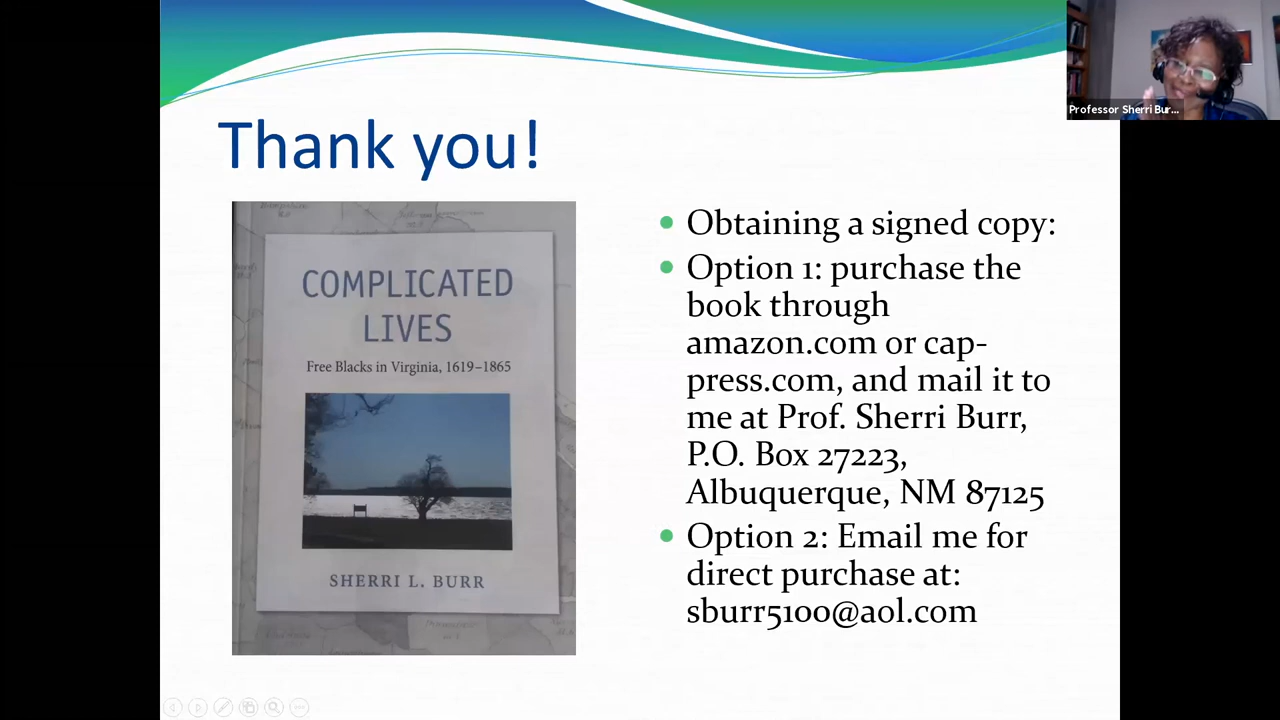 Professor Sherri Bur...
Thank you!
COMPLICATED
LIVES
Free Blacks in Virginia, 1619–1865
SHERRI L. BURR
Obtaining a signed copy:
Option 1: purchase the
book through
amazon.com or cap-
press.com, and mail it to
me at Prof. Sherri Burr,
P.O. Box 27223,
Albuquerque, NM 87125
Option 2: Email me for
direct purchase at:
sburr5100@aol.com